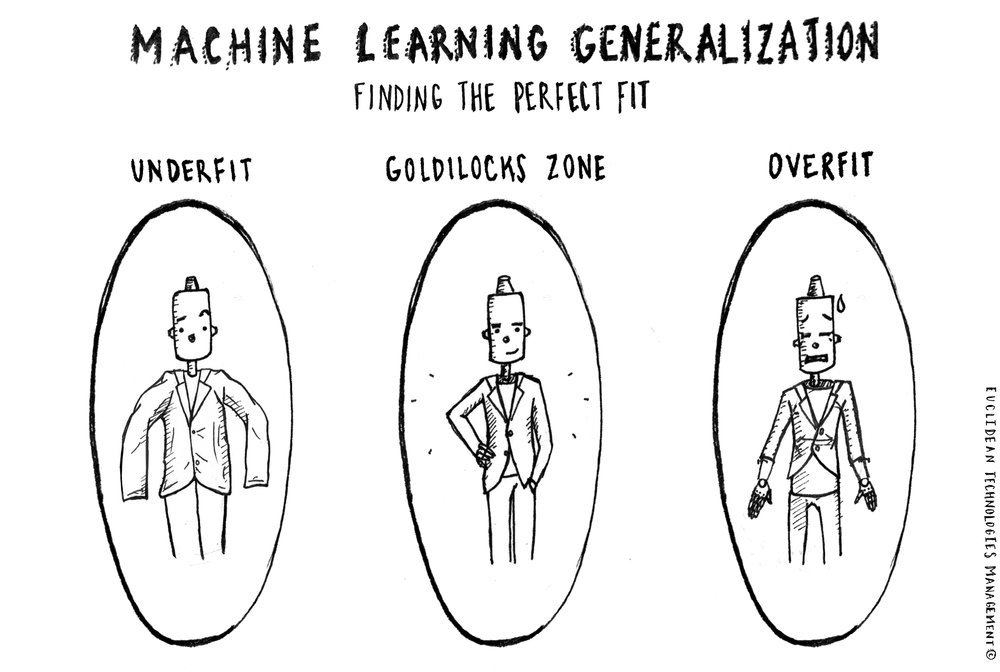 MACHINE LEARNING GENERALIZATION
FINDING THE PERFECT FIT
UNDERFIT
GOLDILOCKS ZONE
OVERFIT
EUCLIDEAN TECHNOLOGIES MANAGEMENT ©